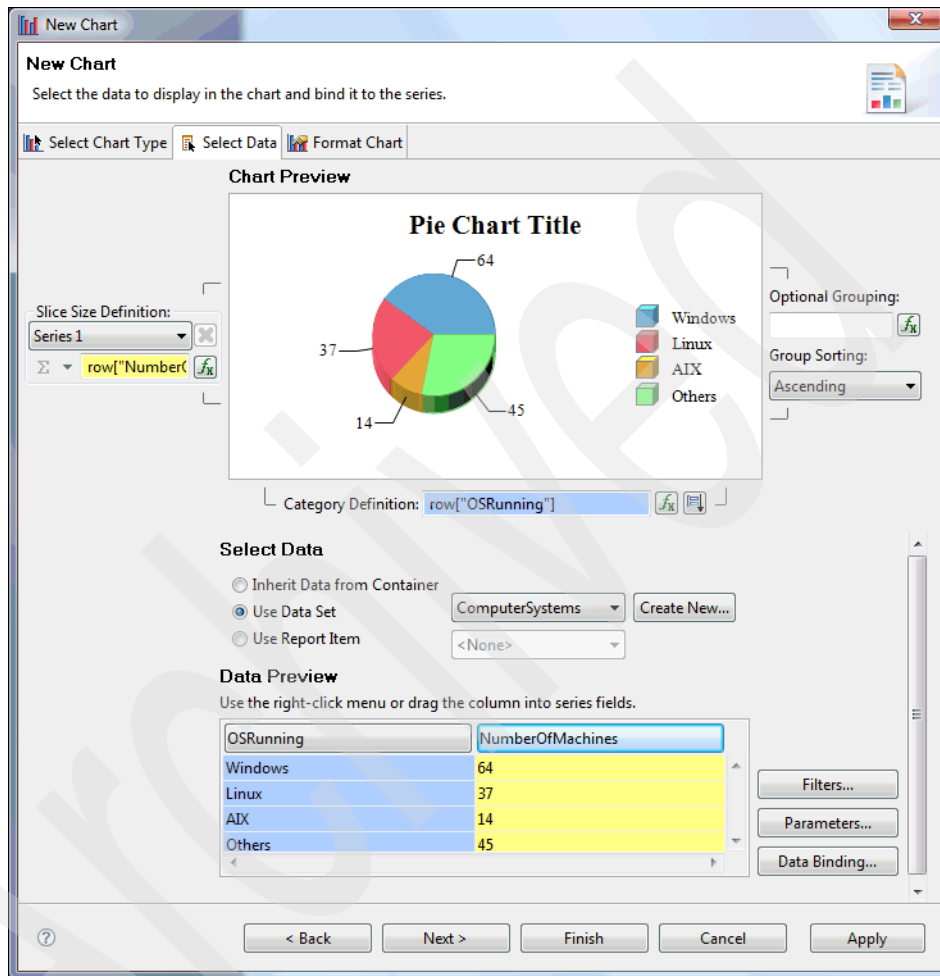 New Chart
New Chart
Select the data to display in the chart and bind it to the series.
Select Chart Type Select Data Format Chart
Chart Preview
Pie Chart Title
64
37
14
45
Windows
Linux
AIX
Others
Slice Size Definition:
Series 1
Σ row["Number( fx
Optional Grouping:
fx
Group Sorting:
Ascending
Category Definition: row["OSRunning"] fx
Select Data
Inherit Data from Container
Use Data Set ComputerSystems Create New...
Use Report Item <None>
Data Preview
Use the right-click menu or drag the column into series fields.
OSRunning NumberOfMachines
Windows 64
Linux 37
AIX 14
Others 45
Filters...
Parameters...
Data Binding...
? < Back Next > Finish Cancel Apply
Archived